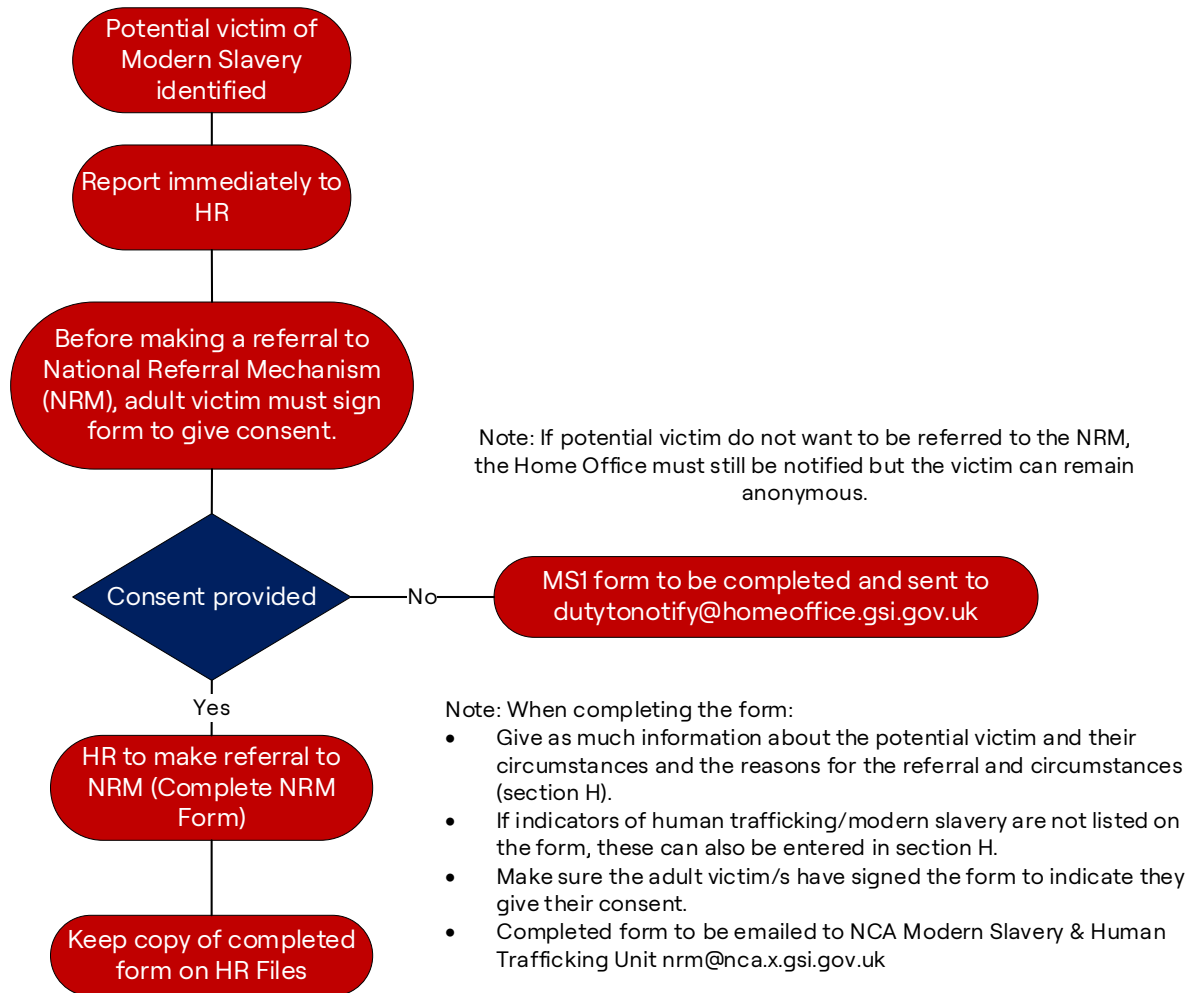 Potential victim of
Modern Slavery
identified
Report immediately to
HR
Before making a referral to
National Referral Mechanism
(NRM), adult victim must sign
form to give consent.
Note: If potential victim do not want to be referred to the NRM,
the Home Office must still be notified but the victim can remain
anonymous.
Consent provided
No
MS1 form to be completed and sent to
dutytonotify@homeoffice.gsi.gov.uk
Yes
HR to make referral to
NRM (Complete NRM
Form)
Note: When completing the form:
• Give as much information about the potential victim and their
circumstances and the reasons for the referral and circumstances
(section H).
• If indicators of human trafficking/modern slavery are not listed on
the form, these can also be entered in section H.
• Make sure the adult victim/s have signed the form to indicate they
give their consent.
• Completed form to be emailed to NCA Modern Slavery & Human
Trafficking Unit nrm@nca.x.gsi.gov.uk
Keep copy of completed
form on HR Files